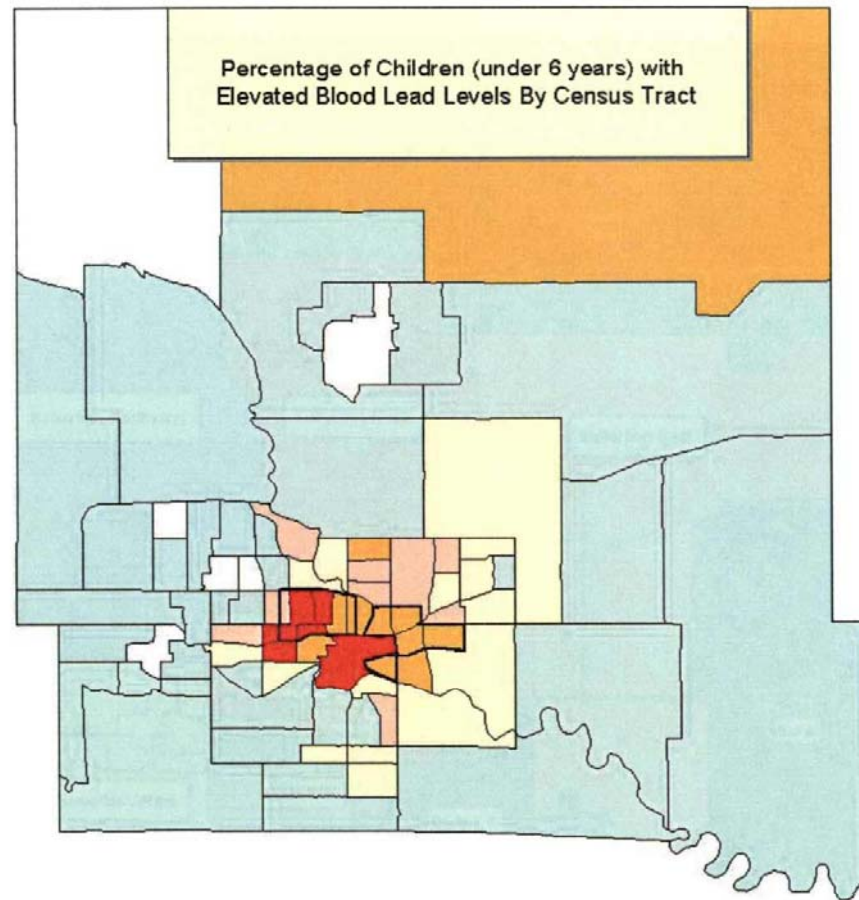 Percentage of Children (under 6 years) with
Elevated Blood Lead Levels By Census Tract